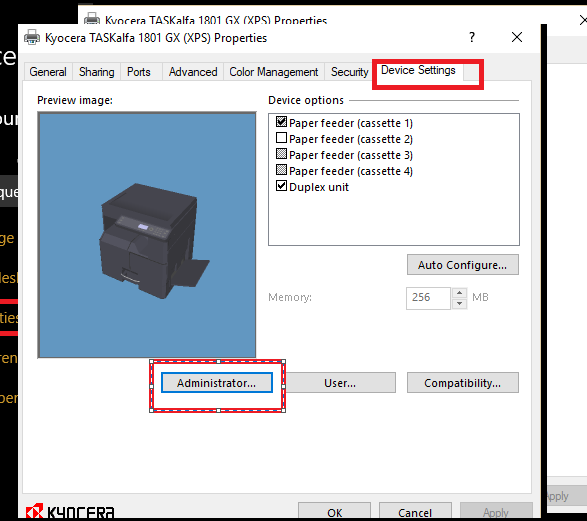 Kyocera TASKalfa 1801 GX (XPS) Properties
Kyocera TASKalfa 1801 GX (XPS) Properties
General Sharing Ports Advanced Color Management Security Device Settings
Preview image:
Device options
Paper feeder (cassette 1)
Paper feeder (cassette 2)
Paper feeder (cassette 3)
Paper feeder (cassette 4)
Duplex unit
Auto Configure...
Memory: 256 MB
Administrator... User... Compatibility...
KYOCERA
OK Cancel Apply
Apply